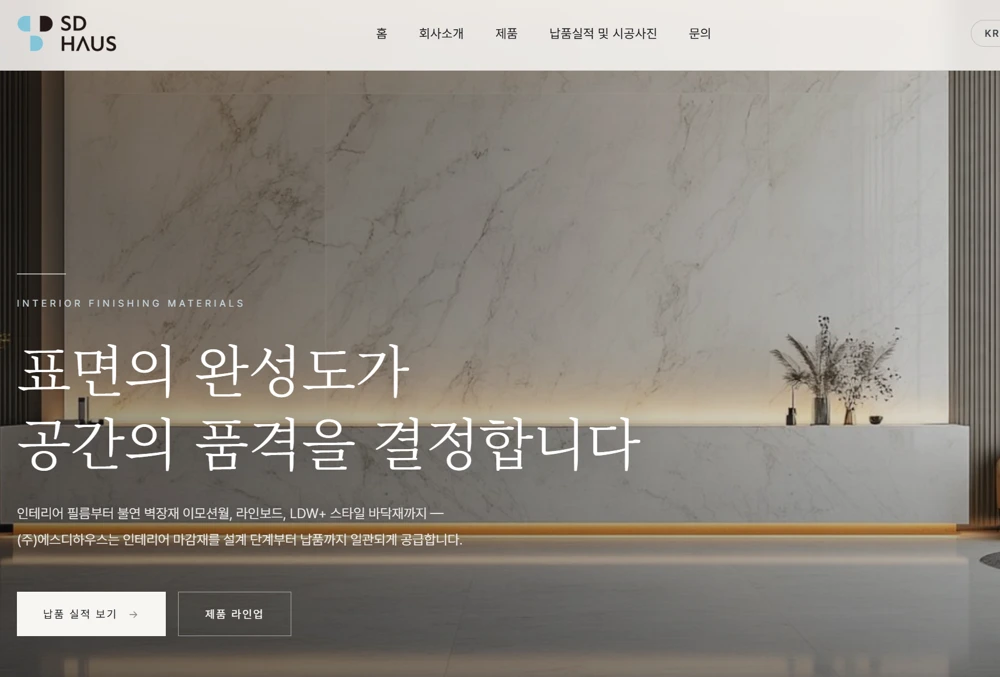 SD
HAUS
홈
회사소개
제품
납품실적 및 시공사진
문의
KR
INTERIOR FINISHING MATERIALS
표면의 완성도가
공간의 품격을 결정합니다
인테리어 필름부터 불연 벽장재 이모션월, 라인보드, LDW+ 스타일 바닥재까지 —
(주)에스디하우스는 인테리어 마감재를 설계 단계부터 납품까지 일관되게 공급합니다.
납품 실적 보기 →
제품 라인업